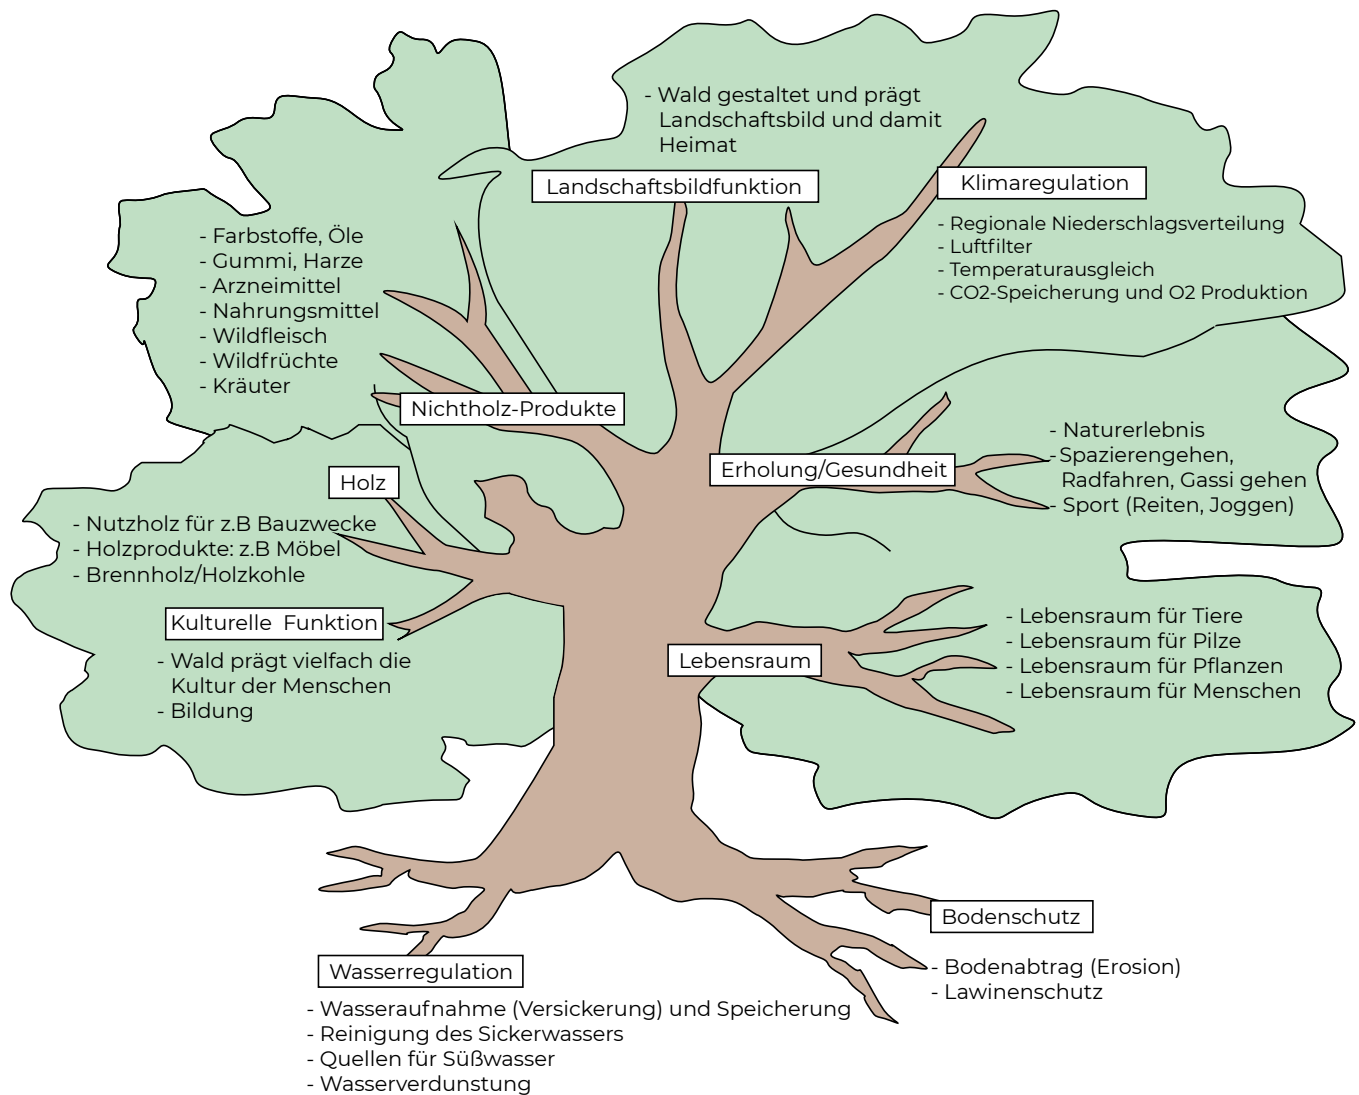 - Wald gestaltet und prägt
Landschaftsbild und damit
Heimat
Landschaftsbildfunktion
Klimaregulation
- Regionale Niederschlagsverteilung
- Luftfilter
- Temperaturausgleich
- CO2-Speicherung und O2 Produktion
- Farbstoffe, Öle
- Gummi, Harze
- Arzneimittel
- Nahrungsmittel
- Wildfleisch
- Wildfrüchte
- Kräuter
Nichtholz-Produkte
Erholung/Gesundheit
- Naturerlebnis
- Spazierengehen,
Radfahren, Gassi gehen
- Sport (Reiten, Joggen)
Holz
- Nutzholz für z.B Bauzwecke
- Holzprodukte: z.B Möbel
- Brennholz/Holzkohle
Kulturelle Funktion
- Wald prägt vielfach die
Kultur der Menschen
- Bildung
Lebensraum
- Lebensraum für Tiere
- Lebensraum für Pilze
- Lebensraum für Pflanzen
- Lebensraum für Menschen
Bodenschutz
- Bodenabtrag (Erosion)
- Lawinenschutz
Wasserregulation
- Wasseraufnahme (Versickerung) und Speicherung
- Reinigung des Sickerwassers
- Quellen für Süßwasser
- Wasserverdunstung